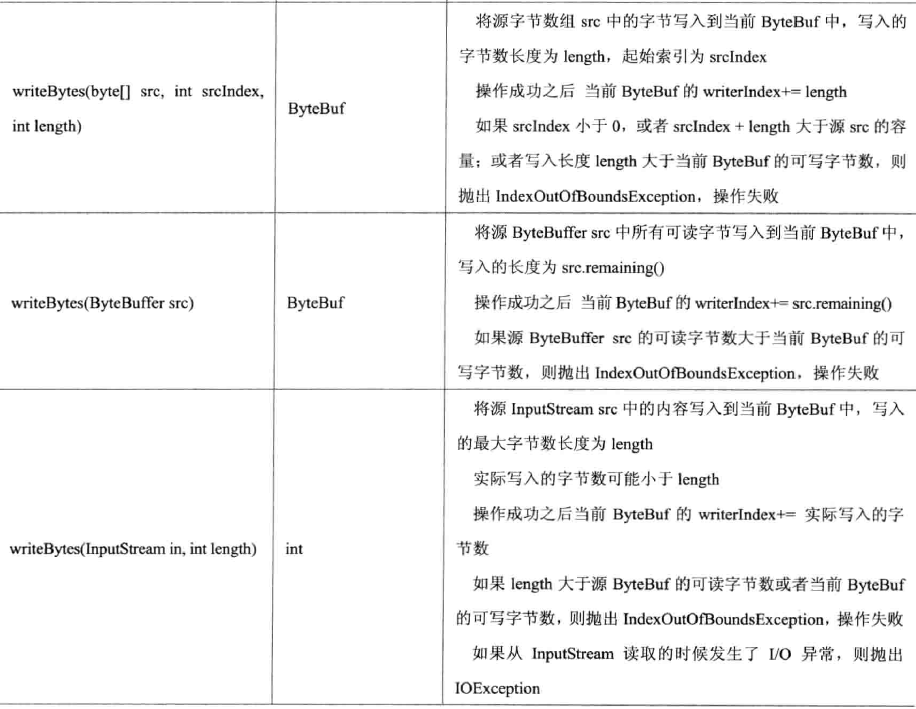 writeBytes(byte[] src, int srcIndex,
int length)
ByteBuf
将源字节数组 src 中的字节写入到当前 ByteBuf 中，写入的
字节数长度为 length，起始索引为 srcIndex
操作成功之后 当前 ByteBuf 的 writerIndex+= length
如果 srcIndex 小于 0，或者 srcIndex + length 大于源 src 的容
量；或者写入长度 length 大于当前 ByteBuf 的可写字节数，则
抛出 IndexOutOfBoundsException，操作失败
writeBytes(ByteBuffer src)
ByteBuf
将源 ByteBuffer src 中所有可读字节写入到当前 ByteBuf 中，
写入的长度为 src.remaining()
操作成功之后 当前 ByteBuf 的 writerIndex+= src.remaining()
如果源 ByteBuffer src 的可读字节数大于当前 ByteBuf 的可
写字节数，则抛出 IndexOutOfBoundsException，操作失败
writeBytes(InputStream in, int length)
int
将源 InputStream src 中的内容写入到当前 ByteBuf 中，写入
的最大字节数长度为 length
实际写入的字节数可能小于 length
操作成功之后当前 ByteBuf 的 writerIndex+= 实际写入的字
节数
如果 length 大于源 ByteBuf 的可读字节数或者当前 ByteBuf
的可写字节数，则抛出 IndexOutOfBoundsException，操作失败
如果从 InputStream 读取的时候发生了 I/O 异常，则抛出
IOException